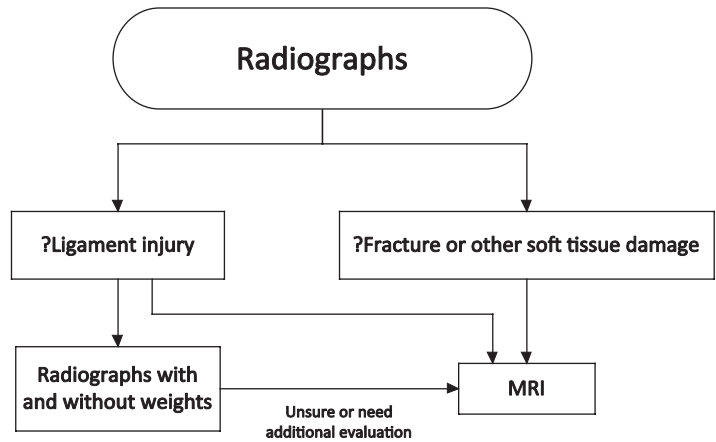 Radiographs
?Ligament injury
?Fracture or other soft tissue damage
Radiographs with
and without weights
MRI
Unsure or need
additional evaluation